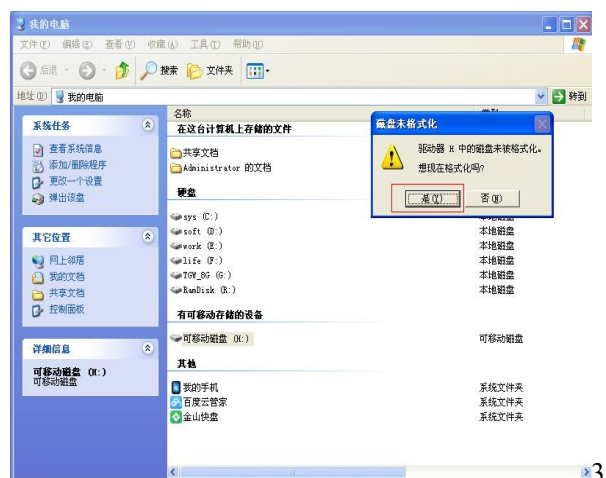 我的电脑
文件(F) 编辑(E) 查看(V) 收藏(A) 工具(T) 帮助(H)
后退 搜索 文件夹
地址(D) 我的电脑 转到
系统任务
查看系统信息
添加/删除程序
更改一个设置
弹出该盘
其它位置
网上邻居
我的文档
共享文档
控制面板
详细信息
可移动磁盘 (H:)
可移动磁盘
名称
在这台计算机上存储的文件
共享文档
Administrator 的文档
硬盘
sys (C:)
soft (D:) 本地磁盘
work (E:) 本地磁盘
life (F:) 本地磁盘
TGW_BG (G:) 本地磁盘
RamDisk (R:) 本地磁盘
有可移动存储的设备
可移动磁盘 (H:) 可移动磁盘
其他
我的手机 系统文件夹
百度云管家 系统文件夹
金山快盘 系统文件夹
磁盘未格式化
驱动器 H 中的磁盘未被格式化。
想现在格式化吗?
是(Y) 否(N)
3